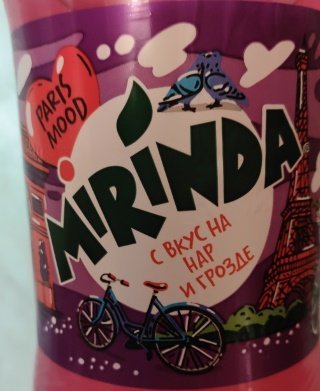 PARIS
MOOD
MIRINDA
С ВКУС НА
НАР
И ГРОЗДЕ